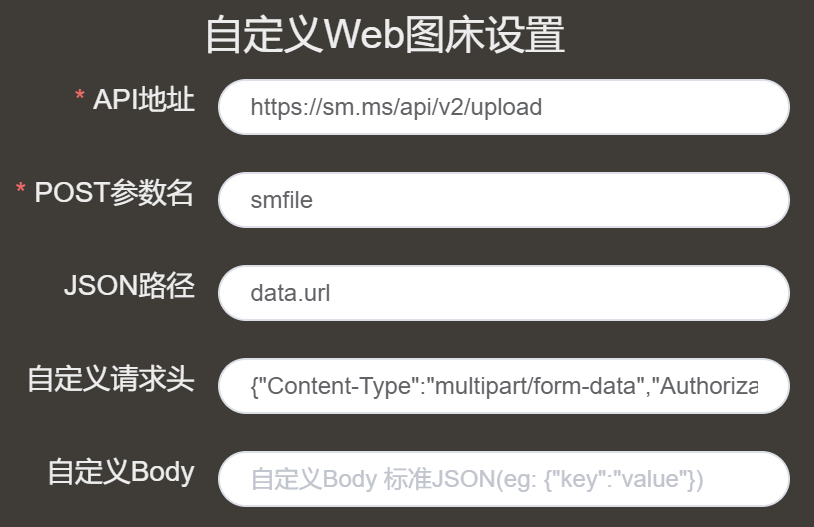 自定义Web图床设置
* API地址
https://sm.ms/api/v2/upload
* POST参数名
smfile
JSON路径
data.url
自定义请求头
{"Content-Type":"multipart/form-data","Authoriza
自定义Body
自定义Body 标准JSON(eg: {"key":"value"})